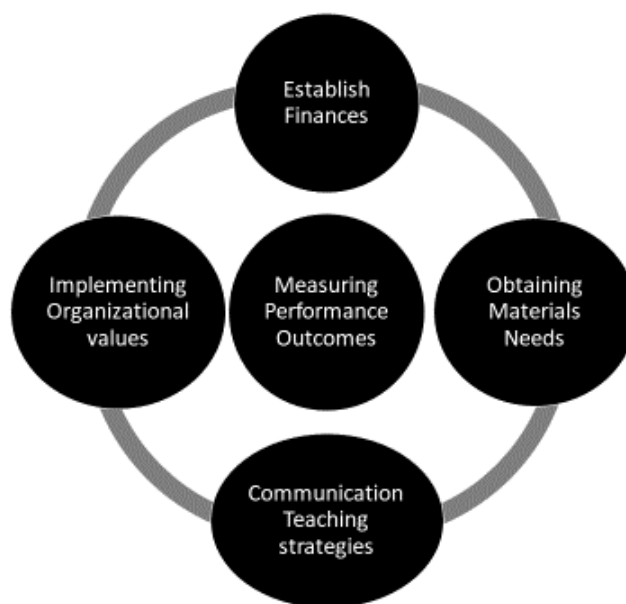 Establish
Finances
Implementing
Organizational
values
Measuring
Performance
Outcomes
Obtaining
Materials
Needs
Communication
Teaching
strategies